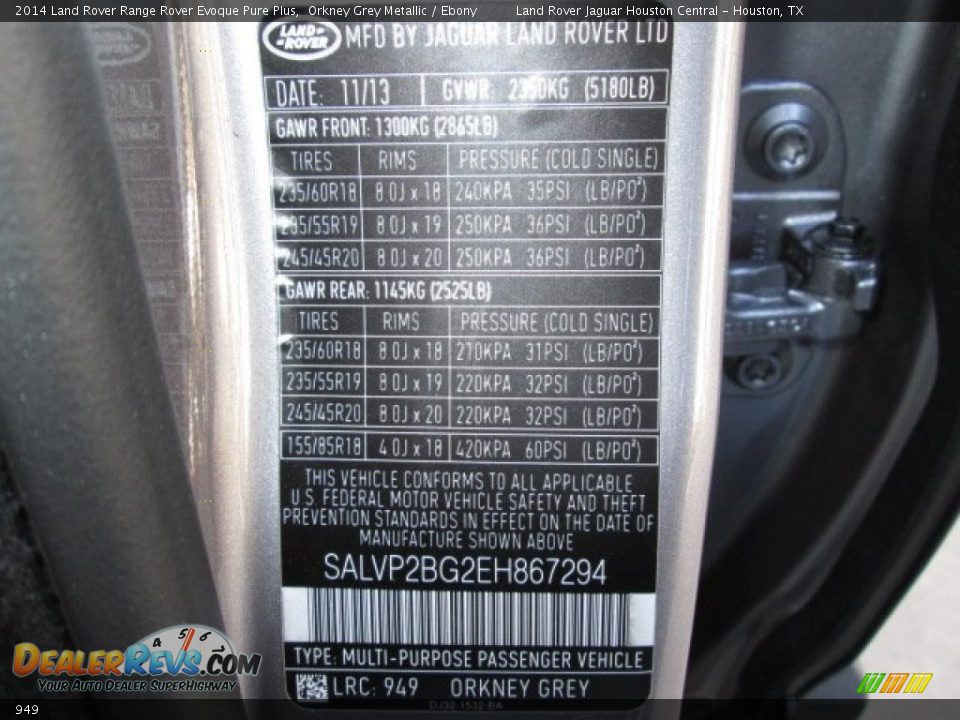 2014 Land Rover Range Rover Evoque Pure Plus, Orkney Grey Metallic / Ebony Land Rover Jaguar Houston Central - Houston, TX
LAND ROVER MFD BY JAGUAR LAND ROVER LTD
DATE: 11/13 GVWR: 2350KG (5180LB)
GAWR FRONT: 1300KG (2865LB)
TIRES RIMS PRESSURE (COLD SINGLE)
235/60R18 8.0J x 18 240KPA 35PSI (LB/PO²)
235/55R19 8.0J x 19 250KPA 36PSI (LB/PO²)
245/45R20 8.0J x 20 250KPA 36PSI (LB/PO²)
GAWR REAR: 1145KG (2525LB)
TIRES RIMS PRESSURE (COLD SINGLE)
235/60R18 8.0J x 18 210KPA 31PSI (LB/PO²)
235/55R19 8.0J x 19 220KPA 32PSI (LB/PO²)
245/45R20 8.0J x 20 220KPA 32PSI (LB/PO²)
155/85R18 4.0J x 18 420KPA 60PSI (LB/PO²)
THIS VEHICLE CONFORMS TO ALL APPLICABLE
U.S. FEDERAL MOTOR VEHICLE SAFETY AND THEFT
PREVENTION STANDARDS IN EFFECT ON THE DATE OF
MANUFACTURE SHOWN ABOVE
SALVP2BG2EH867294
TYPE: MULTI-PURPOSE PASSENGER VEHICLE
LRC: 949 ORKNEY GREY
DJ32-1532-BA
4 5 6
DEALERREVS.COM
YOUR AUTO DEALER SUPERHIGHWAY
949